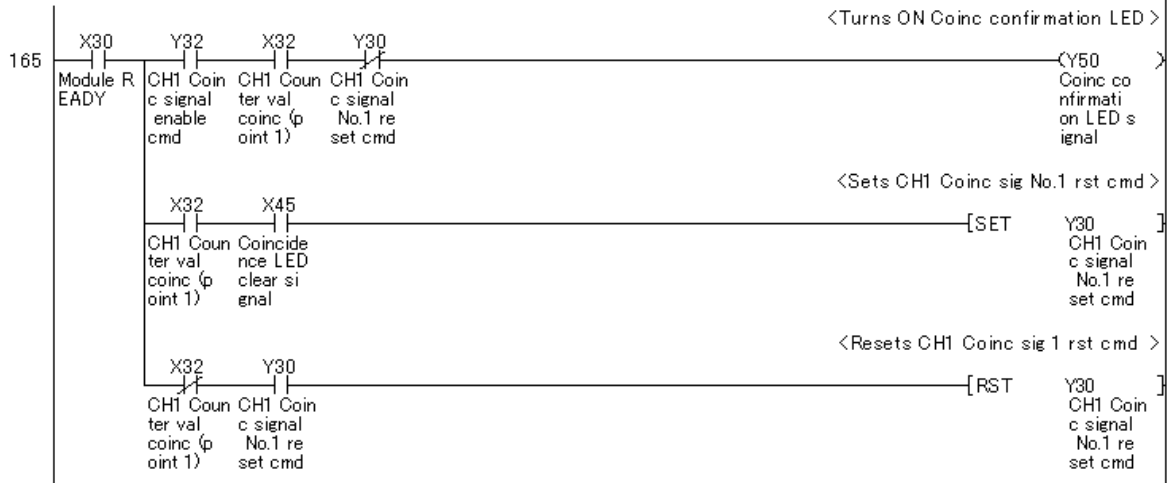 <Turns ON Coinc confirmation LED >
X30 Y32 X32 Y30
165 (Y50 )
Module R CH1 Coin CH1 Coun CH1 Coin Coinc co
EADY c signal ter val c signal nfirmati
enable coinc (p No.1 re on LED s
cmd oint 1) set cmd ignal
<Sets CH1 Coinc sig No.1 rst cmd >
X32 X45
[SET Y30 ]
CH1 Coun Coincide CH1 Coin
ter val nce LED c signal
coinc (p clear si No.1 re
oint 1) gnal set cmd
<Resets CH1 Coinc sig 1 rst cmd >
X32 Y30
[RST Y30 ]
CH1 Coun CH1 Coin CH1 Coin
ter val c signal c signal
coinc (p No.1 re No.1 re
oint 1) set cmd set cmd